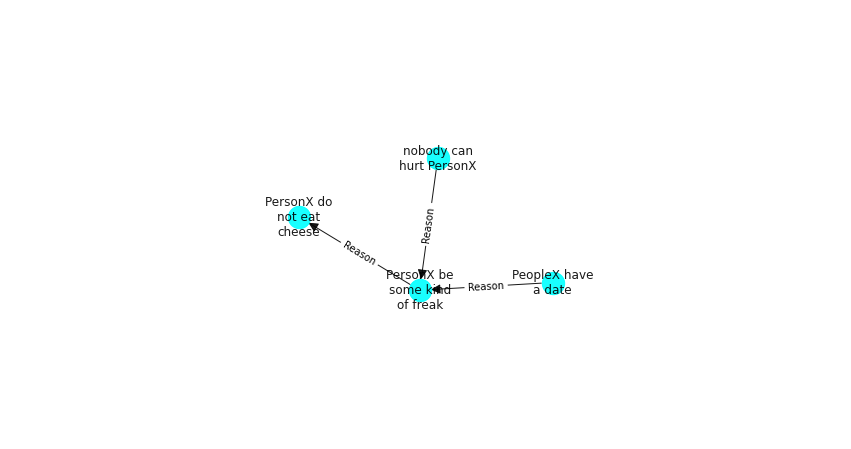 nobody can
hurt PersonX
PersonX do
not eat
cheese
Reason
Reason
PersonX be
some kind
of freak
Reason
PeopleX have
a date